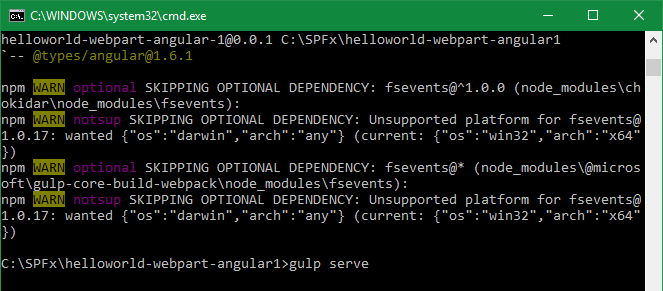 C:\WINDOWS\system32\cmd.exe
helloworld-webpart-angular-1@0.0.1 C:\SPFx\helloworld-webpart-angular1
`-- @types/angular@1.6.1
npm WARN optional SKIPPING OPTIONAL DEPENDENCY: fsevents@^1.0.0 (node_modules\ch
okidar\node_modules\fsevents):
npm WARN notsup SKIPPING OPTIONAL DEPENDENCY: Unsupported platform for fsevents@
1.0.17: wanted {"os":"darwin","arch":"any"} (current: {"os":"win32","arch":"x64"
})
npm WARN optional SKIPPING OPTIONAL DEPENDENCY: fsevents@* (node_modules\@micros
oft\gulp-core-build-webpack\node_modules\fsevents):
npm WARN notsup SKIPPING OPTIONAL DEPENDENCY: Unsupported platform for fsevents@
1.0.17: wanted {"os":"darwin","arch":"any"} (current: {"os":"win32","arch":"x64"
})
C:\SPFx\helloworld-webpart-angular1>gulp serve